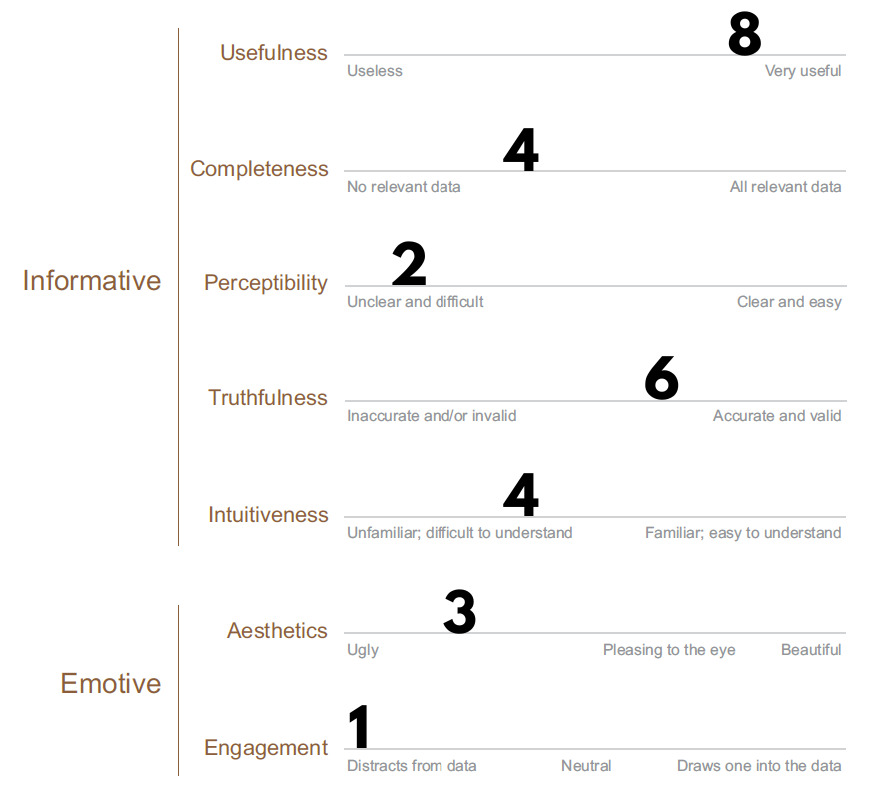 8
Usefulness
Useless Very useful
4
Completeness
No relevant data All relevant data
2
Informative
Perceptibility
Unclear and difficult Clear and easy
6
Truthfulness
Inaccurate and/or invalid Accurate and valid
4
Intuitiveness
Unfamiliar; difficult to understand Familiar; easy to understand
3
Aesthetics
Ugly Pleasing to the eye Beautiful
Emotive
1
Engagement
Distracts from data Neutral Draws one into the data